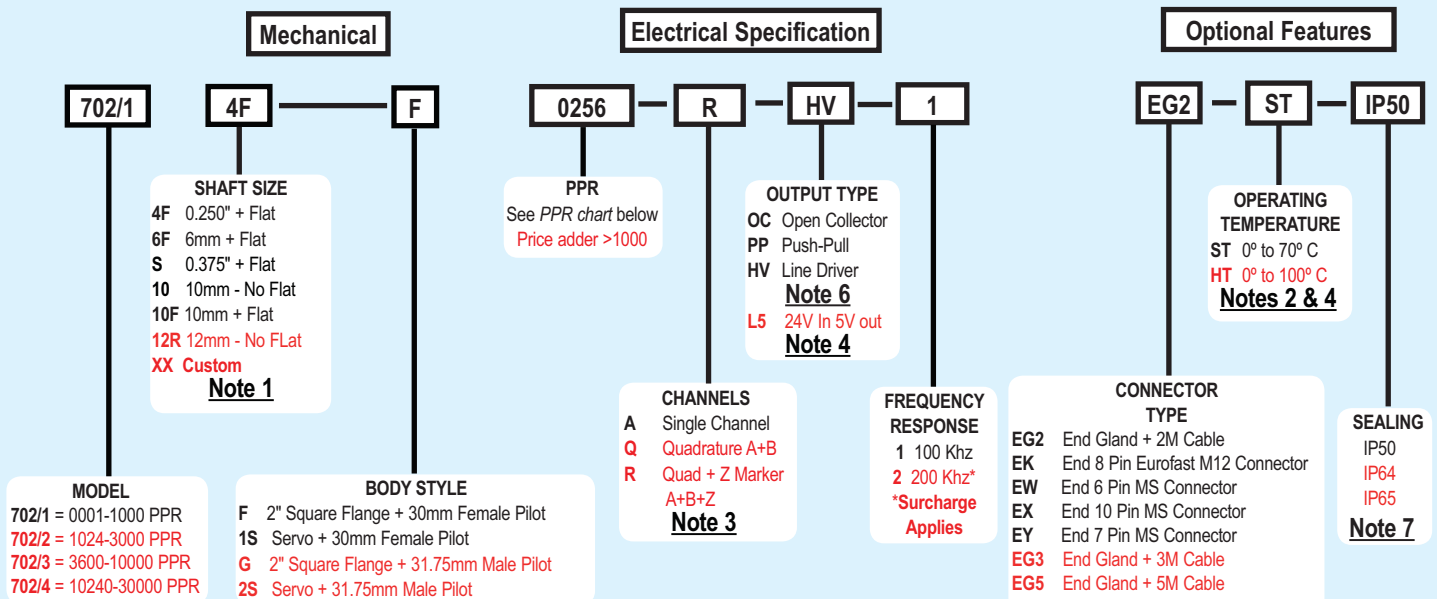 Mechanical
Electrical Specification
Optional Features
702/1
4F
F
0256
R
HV
1
EG2
ST
IP50
SHAFT SIZE
4F 0.250" + Flat
6F 6mm + Flat
S 0.375" + Flat
10 10mm - No Flat
10F 10mm + Flat
12R 12mm - No FLat
XX Custom
Note 1
PPR
See PPR chart below
Price adder >1000
OUTPUT TYPE
OC Open Collector
PP Push-Pull
HV Line Driver
Note 6
L5 24V In 5V out
Note 4
OPERATING
TEMPERATURE
ST 0º to 70º C
HT 0º to 100º C
Notes 2 & 4
MODEL
702/1 = 0001-1000 PPR
702/2 = 1024-3000 PPR
702/3 = 3600-10000 PPR
702/4 = 10240-30000 PPR
BODY STYLE
F 2" Square Flange + 30mm Female Pilot
1S Servo + 30mm Female Pilot
G 2" Square Flange + 31.75mm Male Pilot
2S Servo + 31.75mm Male Pilot
CHANNELS
A Single Channel
Q Quadrature A+B
R Quad + Z Marker
A+B+Z
Note 3
FREQUENCY
RESPONSE
1 100 Khz
2 200 Khz*
*Surcharge
Applies
CONNECTOR
TYPE
EG2 End Gland + 2M Cable
EK End 8 Pin Eurofast M12 Connector
EW End 6 Pin MS Connector
EX End 10 Pin MS Connector
EY End 7 Pin MS Connector
EG3 End Gland + 3M Cable
EG5 End Gland + 5M Cable
SEALING
IP50
IP64
IP65
Note 7